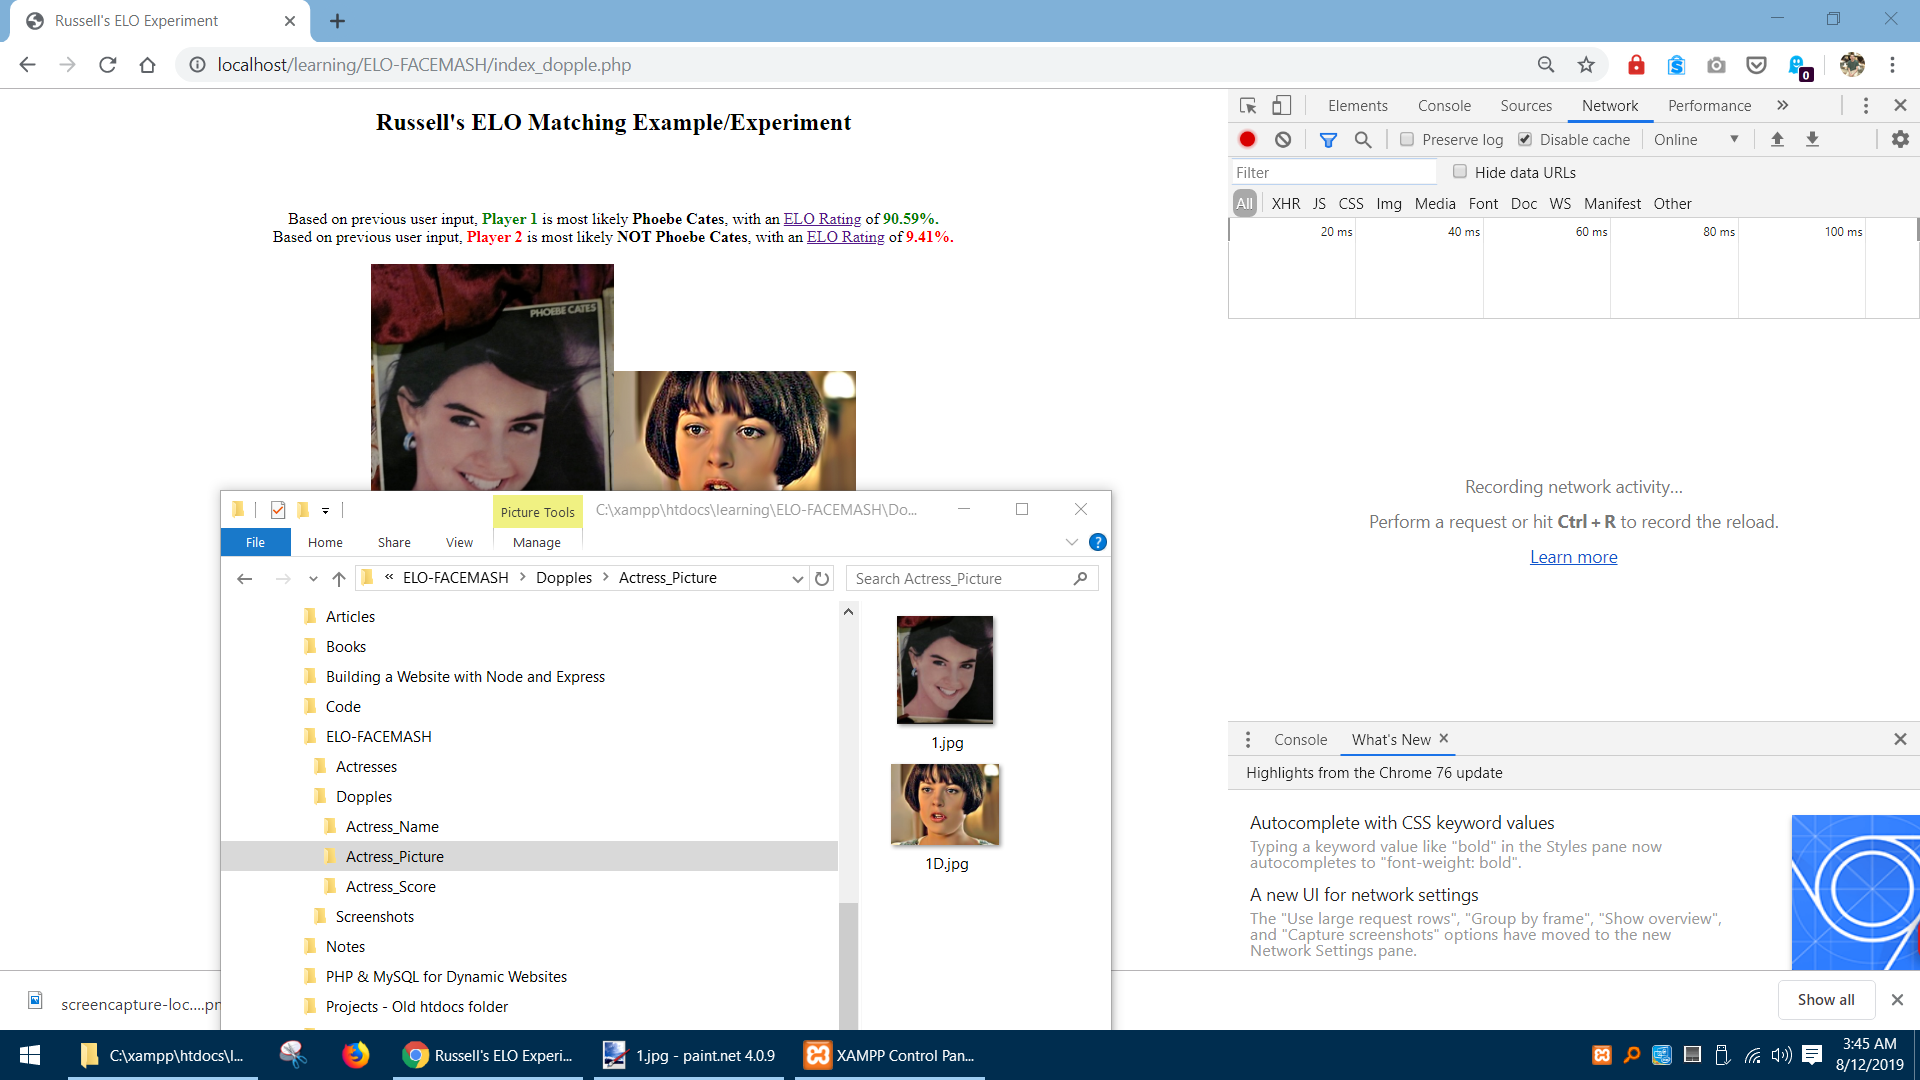 Russell's ELO Experiment
localhost/learning/ELO-FACEMASH/index_dopple.php
0
Russell's ELO Matching Example/Experiment
Based on previous user input, Player 1 is most likely Phoebe Cates, with an ELO Rating of 90.59%.
Based on previous user input, Player 2 is most likely NOT Phoebe Cates, with an ELO Rating of 9.41%.
PHOEBE CATES
Picture Tools
C:\xampp\htdocs\learning\ELO-FACEMASH\Do...
File Home Share View Manage
« ELO-FACEMASH > Dopples > Actress_Picture
Search Actress_Picture
Articles
Books
Building a Website with Node and Express
Code
ELO-FACEMASH
Actresses
Dopples
Actress_Name
Actress_Picture
Actress_Score
Screenshots
Notes
PHP & MySQL for Dynamic Websites
Projects - Old htdocs folder
1.jpg
1D.jpg
Elements Console Sources Network Performance »
Preserve log Disable cache Online
Filter
Hide data URLs
All XHR JS CSS Img Media Font Doc WS Manifest Other
20 ms 40 ms 60 ms 80 ms 100 ms
Recording network activity...
Perform a request or hit Ctrl + R to record the reload.
Learn more
Console What's New
Highlights from the Chrome 76 update
Autocomplete with CSS keyword values
Typing a keyword value like "bold" in the Styles pane now
autocompletes to "font-weight: bold".
A new UI for network settings
The "Use large request rows", "Group by frame", "Show overview",
and "Capture screenshots" options have moved to the new
Network Settings pane.
screencapture-loc....pn
Show all
C:\xampp\htdocs\l...
Russell's ELO Experi...
1.jpg - paint.net 4.0.9
XAMPP Control Pan...
3:45 AM
8/12/2019